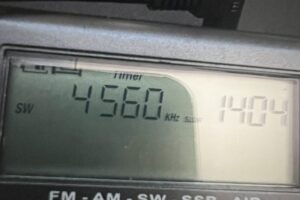 Timer
SW 4560 KHz 1404
FM - AM - SW - SSB - AIR